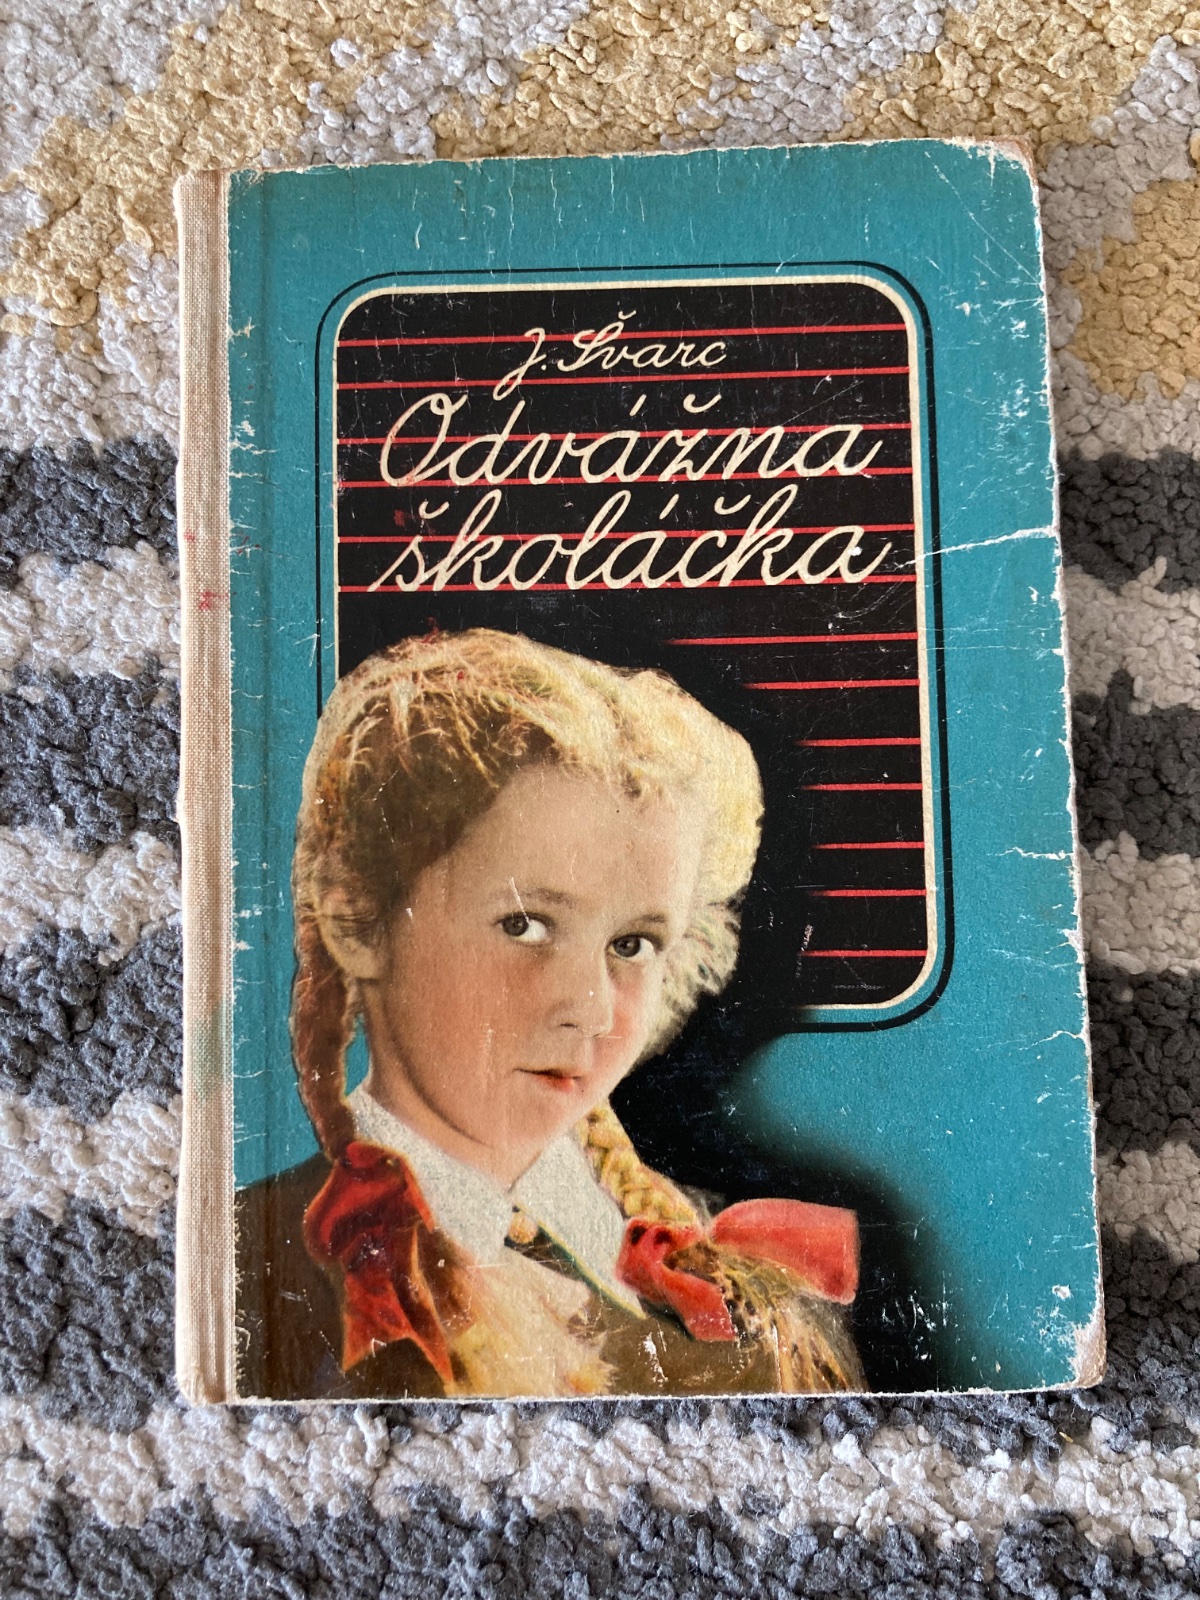 J. Švarc
Odvážna
školáčka